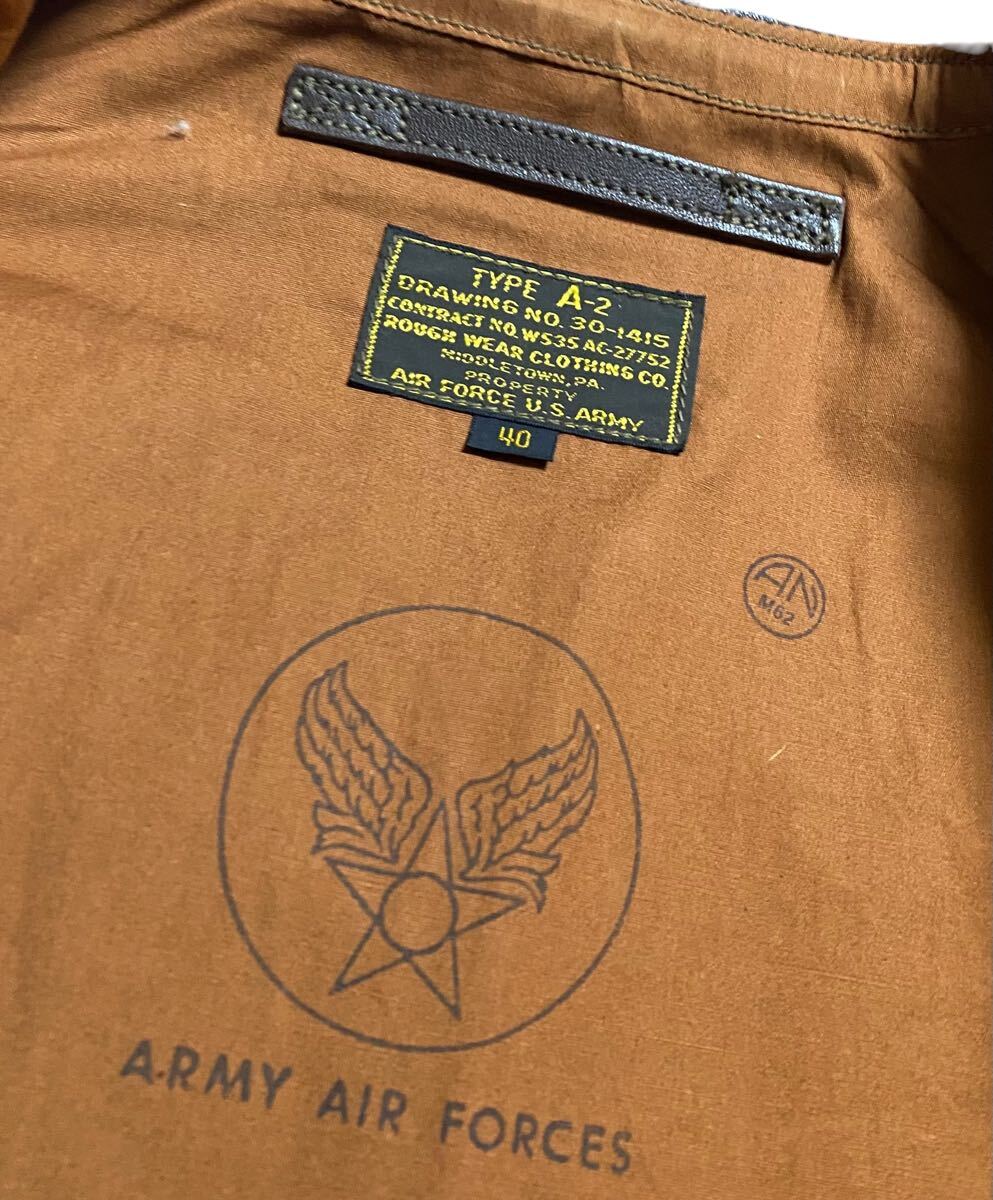 TYPE A-2
DRAWING NO. 30-1415
CONTRACT NO. W535 AC-27752
ROUGH WEAR CLOTHING CO.
MIDDLETOWN, PA.
PROPERTY
AIR FORCE U.S. ARMY
40
AN
M62
ARMY AIR FORCES